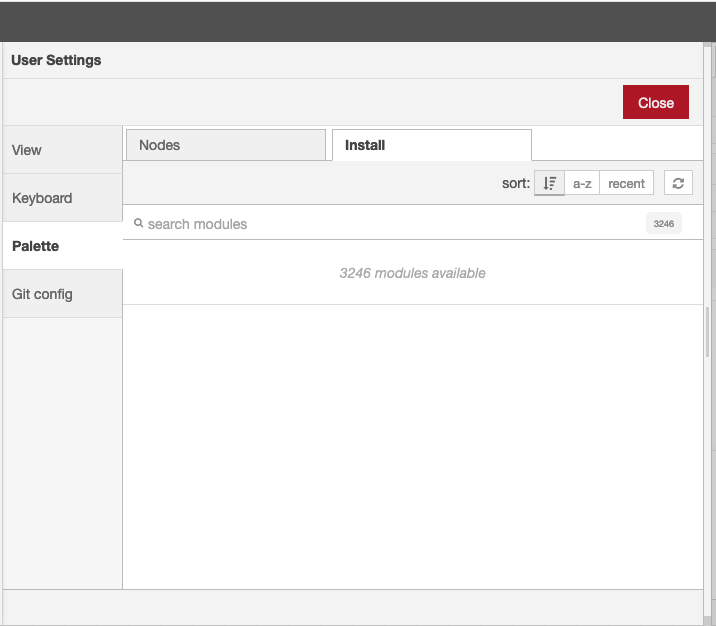 User Settings
Close
View
Keyboard
Palette
Git config
Nodes
Install
sort: a-z recent
search modules 3246
3246 modules available